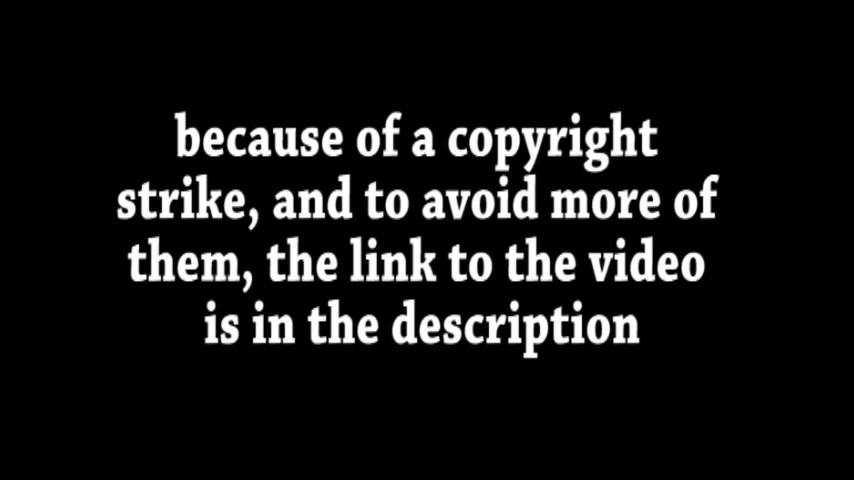 because of a copyright
strike, and to avoid more of
them, the link to the video
is in the description